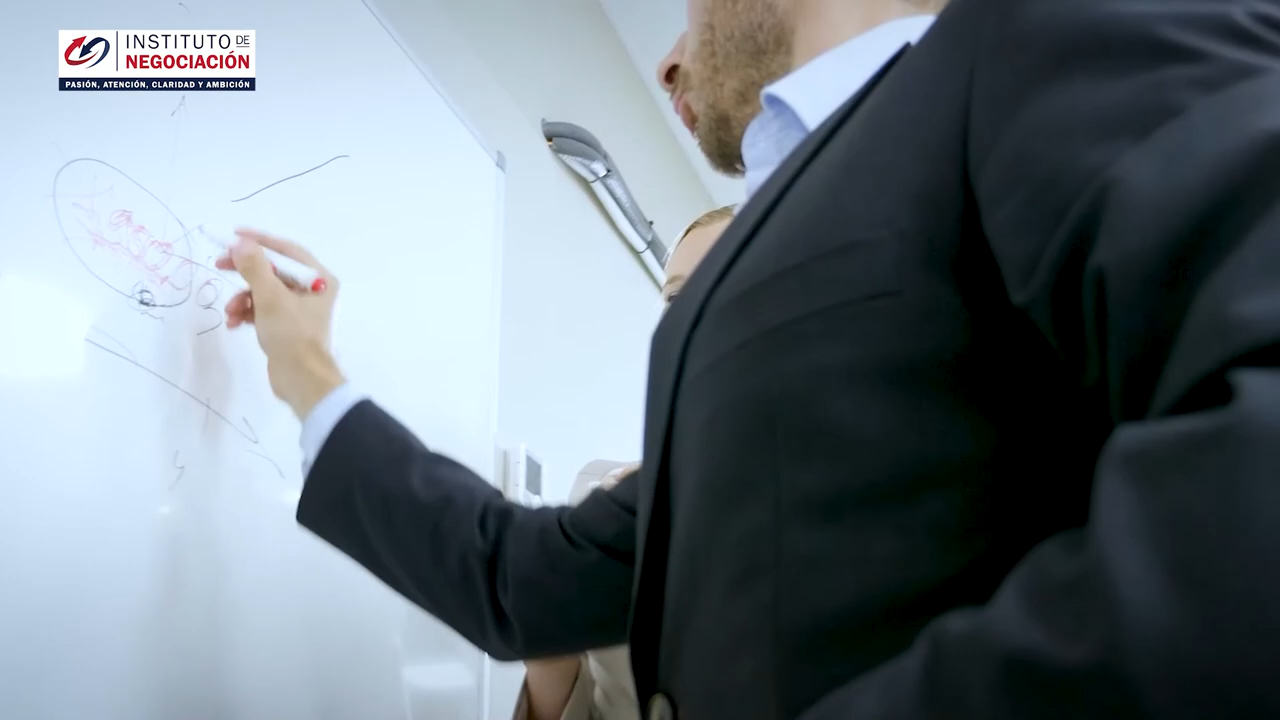 INSTITUTO DE
NEGOCIACIÓN
PASIÓN, ATENCIÓN, CLARIDAD Y AMBICIÓN